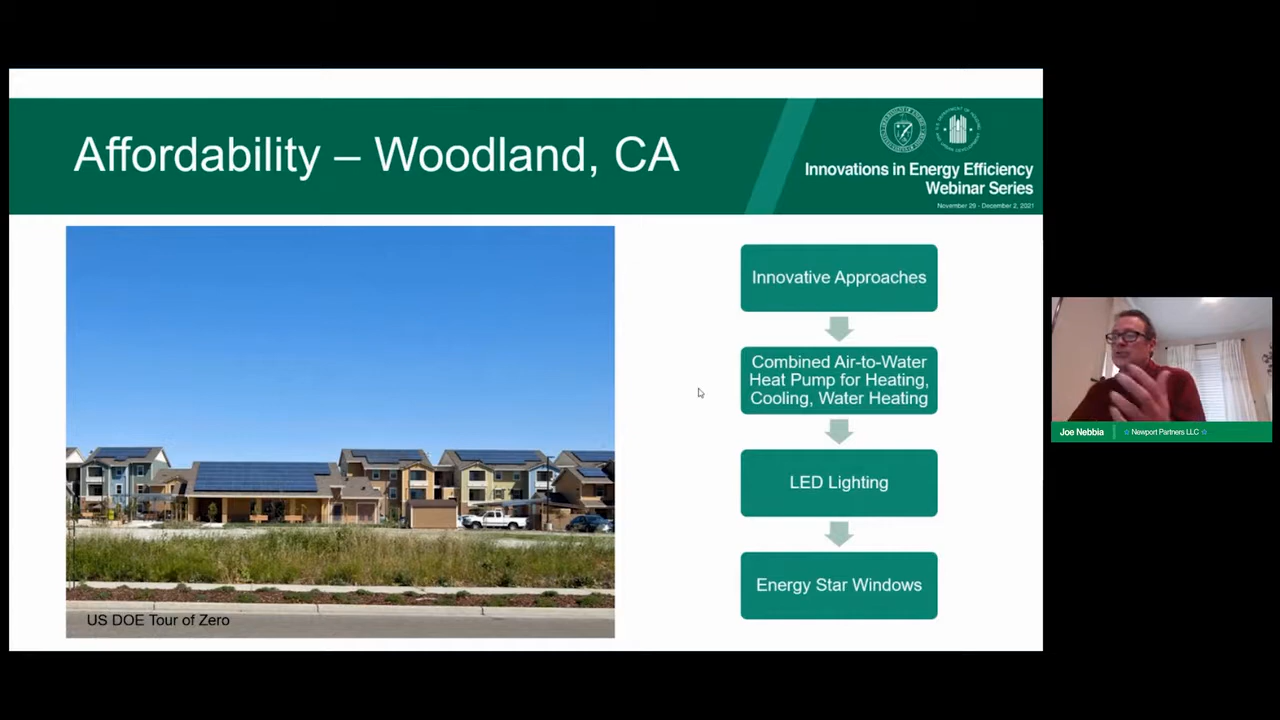 Affordability – Woodland, CA
Innovations in Energy Efficiency
Webinar Series
November 29 - December 2, 2021
Innovative Approaches
Combined Air-to-Water
Heat Pump for Heating,
Cooling, Water Heating
LED Lighting
Energy Star Windows
US DOE Tour of Zero
Joe Nebbia
Newport Partners LLC